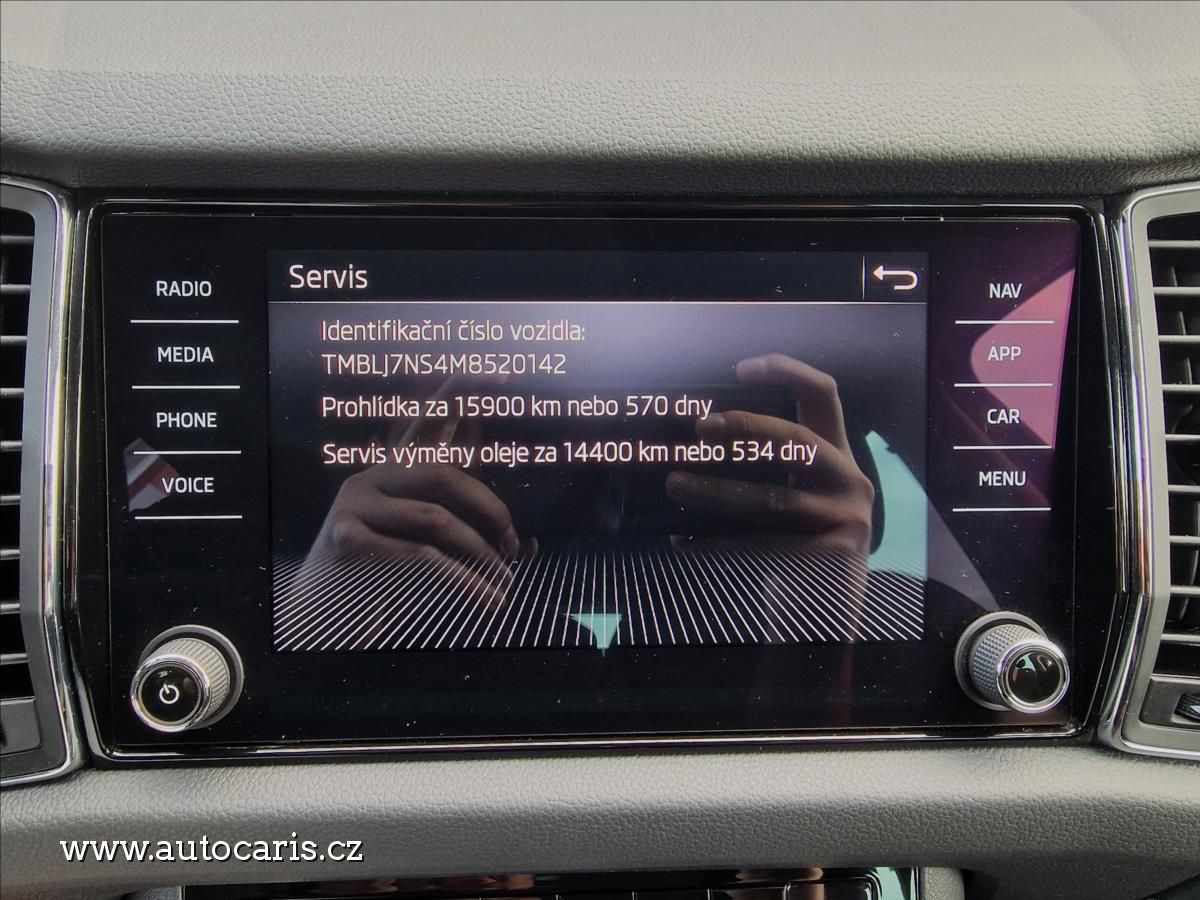 RADIO
MEDIA
PHONE
VOICE
Servis
Identifikační číslo vozidla:
TMBLJ7NS4M8520142
Prohlídka za 15900 km nebo 570 dny
Servis výměny oleje za 14400 km nebo 534 dny
NAV
APP
CAR
MENU
www.autocaris.cz